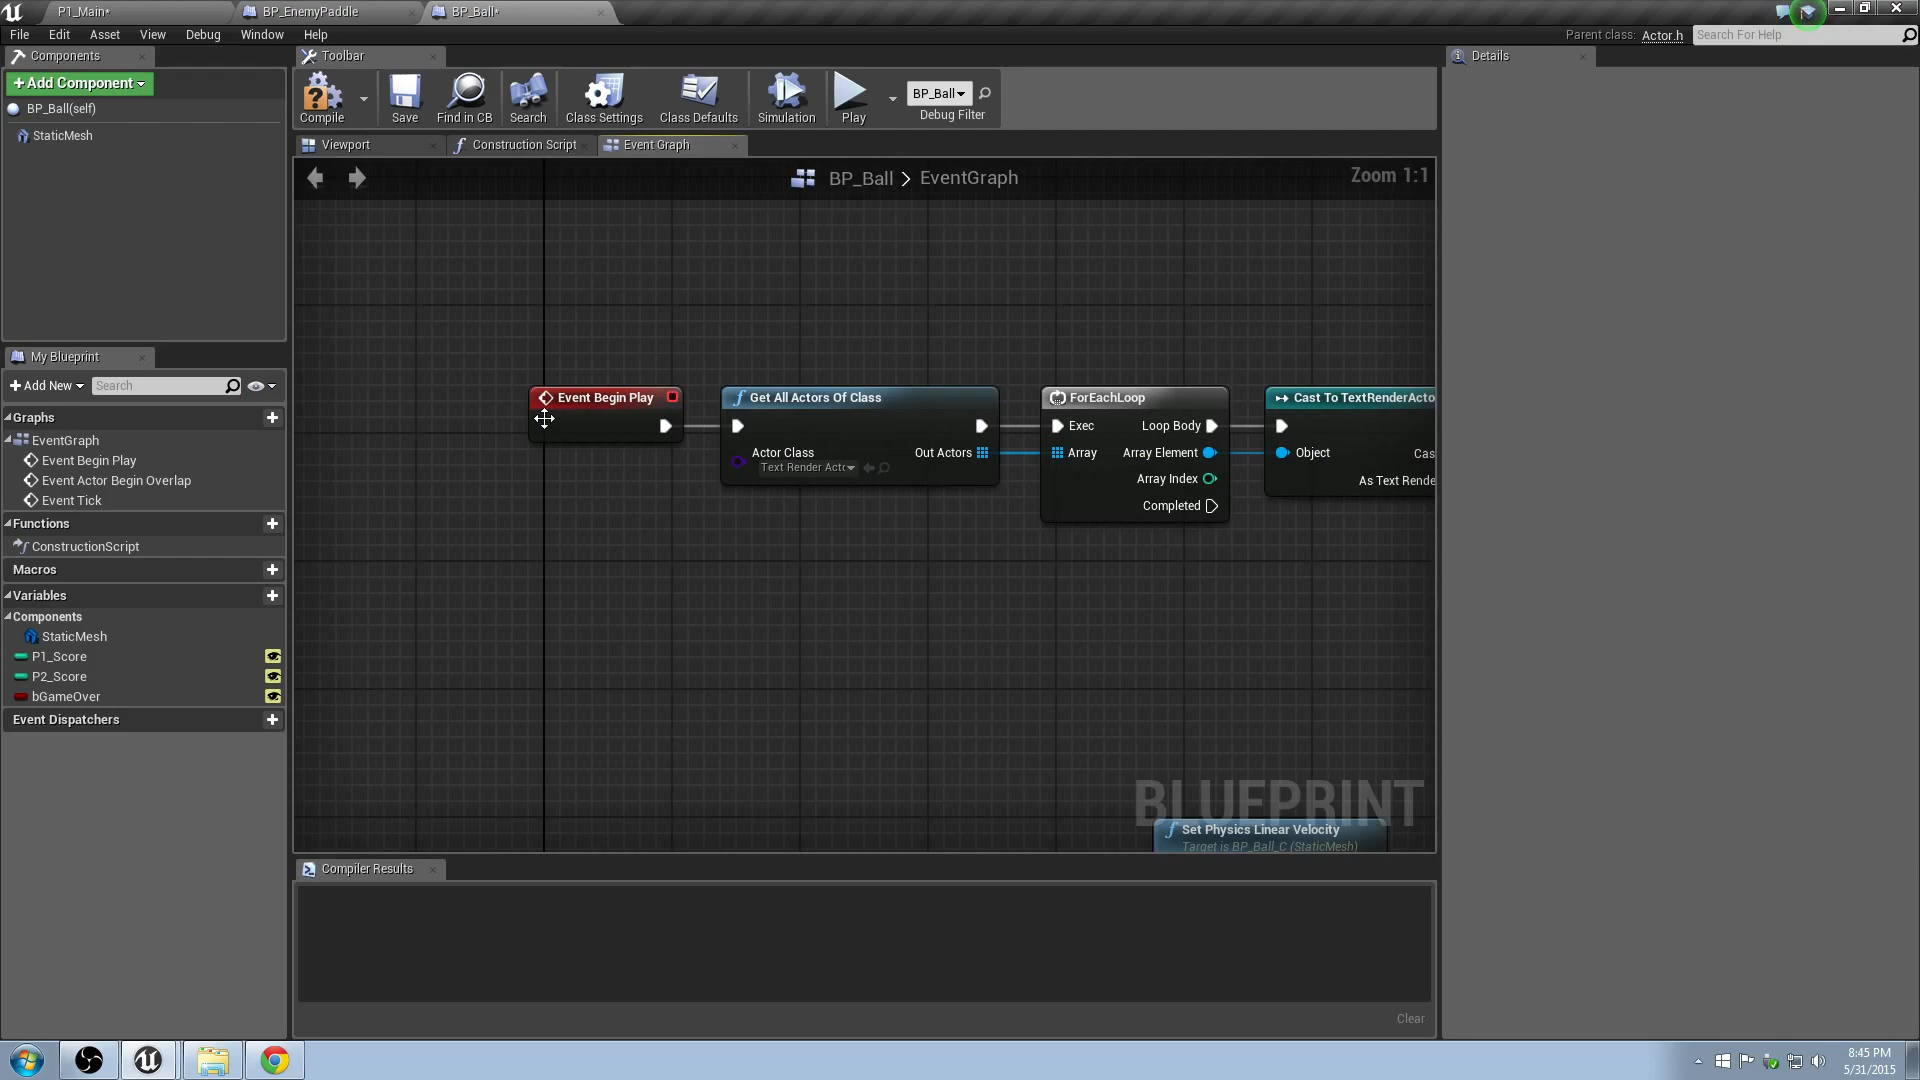 P1_Main*
BP_EnemyPaddle
BP_Ball*
File Edit Asset View Debug Window Help
Parent class: Actor.h
Search For Help
Components
Add Component
BP_Ball(self)
StaticMesh
Toolbar
Compile
Save
Find in CB
Search
Class Settings
Class Defaults
Simulation
Play
BP_Ball
Debug Filter
Details
Viewport
Construction Script
Event Graph
BP_Ball > EventGraph
Zoom 1:1
My Blueprint
Add New
Search
Graphs
EventGraph
Event Begin Play
Event Actor Begin Overlap
Event Tick
Functions
ConstructionScript
Macros
Variables
Components
StaticMesh
P1_Score
P2_Score
bGameOver
Event Dispatchers
Event Begin Play
Get All Actors Of Class
Actor Class
Text Render Actc
Out Actors
ForEachLoop
Exec
Loop Body
Array
Array Element
Array Index
Completed
Cast To TextRenderActo
Object
Cas
As Text Rende
BLUEPRINT
Set Physics Linear Velocity
Target is BP_Ball_C (StaticMesh)
Compiler Results
Clear
8:45 PM
5/31/2015